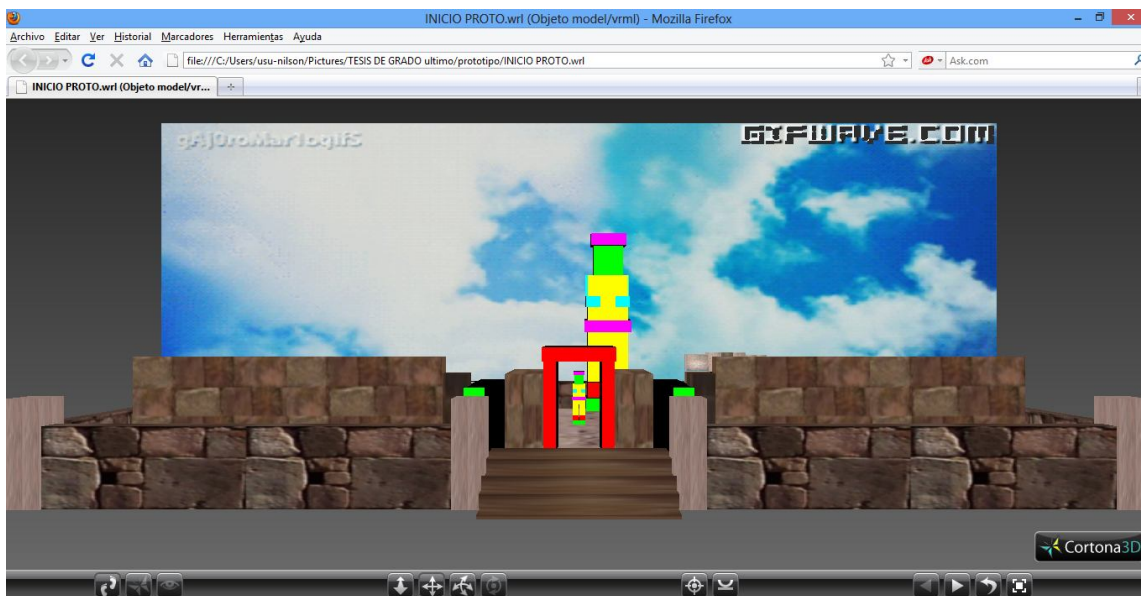 INICIO PROTO.wrl (Objeto model/vrml) - Mozilla Firefox
Archivo Editar Ver Historial Marcadores Herramientas Ayuda
file:///C:/Users/usu-nilson/Pictures/TESIS DE GRADO ultimo/prototipo/INICIO PROTO.wrl
Ask.com
INICIO PROTO.wrl (Objeto model/vr...
GIFWAVE.COM
Cortona3D